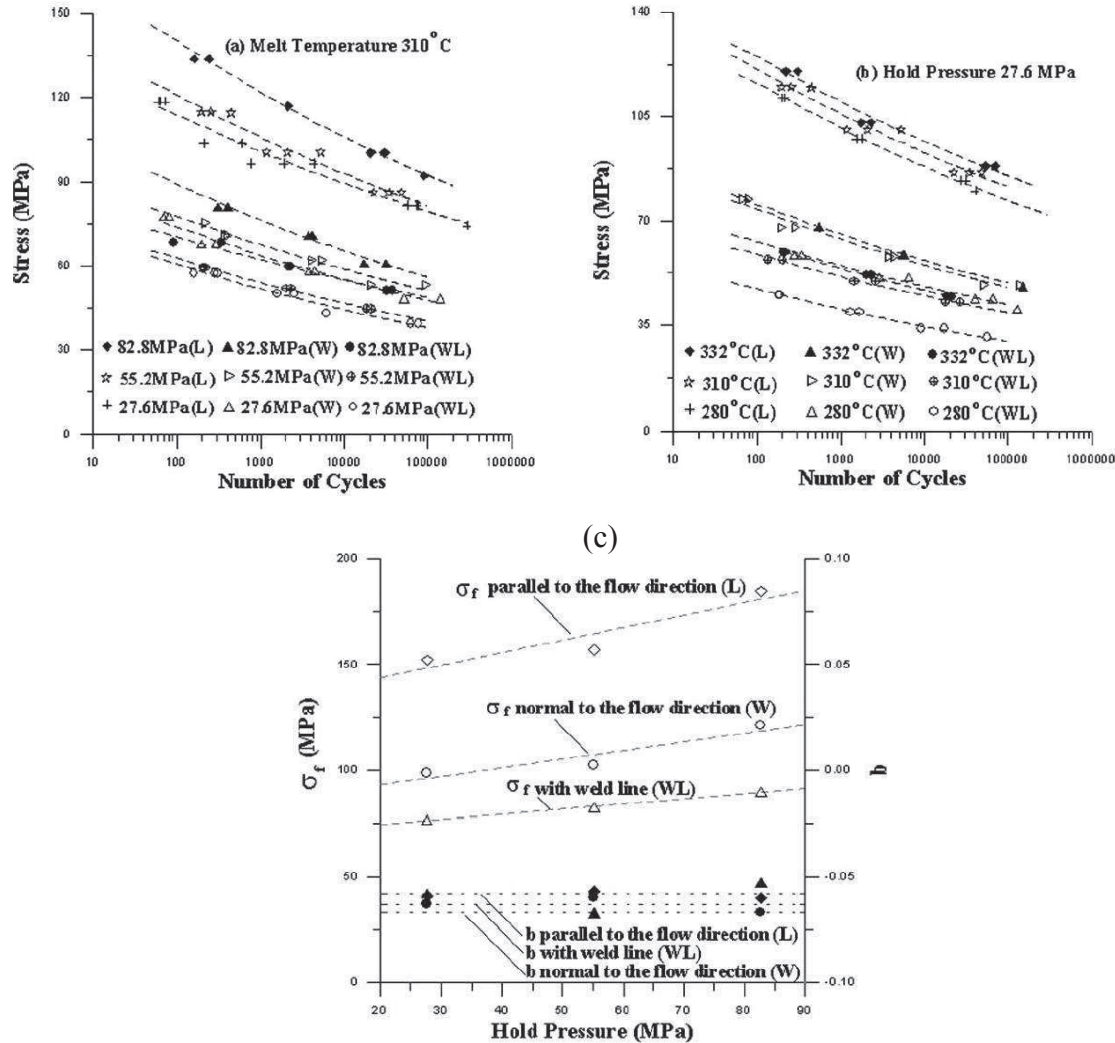 (a) Melt Temperature 310°C
Stress (MPa)
150
120
90
60
30
0
82.8MPa(L) 82.8MPa(W) 82.8MPa(WL)
55.2MPa(L) 55.2MPa(W) 55.2MPa(WL)
27.6MPa(L) 27.6MPa(W) 27.6MPa(WL)
10 100 1000 10000 100000 1000000
Number of Cycles
(b) Hold Pressure 27.6 MPa
Stress (MPa)
140
105
70
35
0
332°C(L) 332°C(W) 332°C(WL)
310°C(L) 310°C(W) 310°C(WL)
280°C(L) 280°C(W) 280°C(WL)
10 100 1000 10000 100000 1000000
Number of Cycles
(c)
σf (MPa)
200
150
100
50
0
σf parallel to the flow direction (L)
σf normal to the flow direction (W)
σf with weld line (WL)
b parallel to the flow direction (L)
b with weld line (WL)
b normal to the flow direction (W)
0.10
0.05
0.00
-0.05
-0.10
b
20 30 40 50 60 70 80 90
Hold Pressure (MPa)